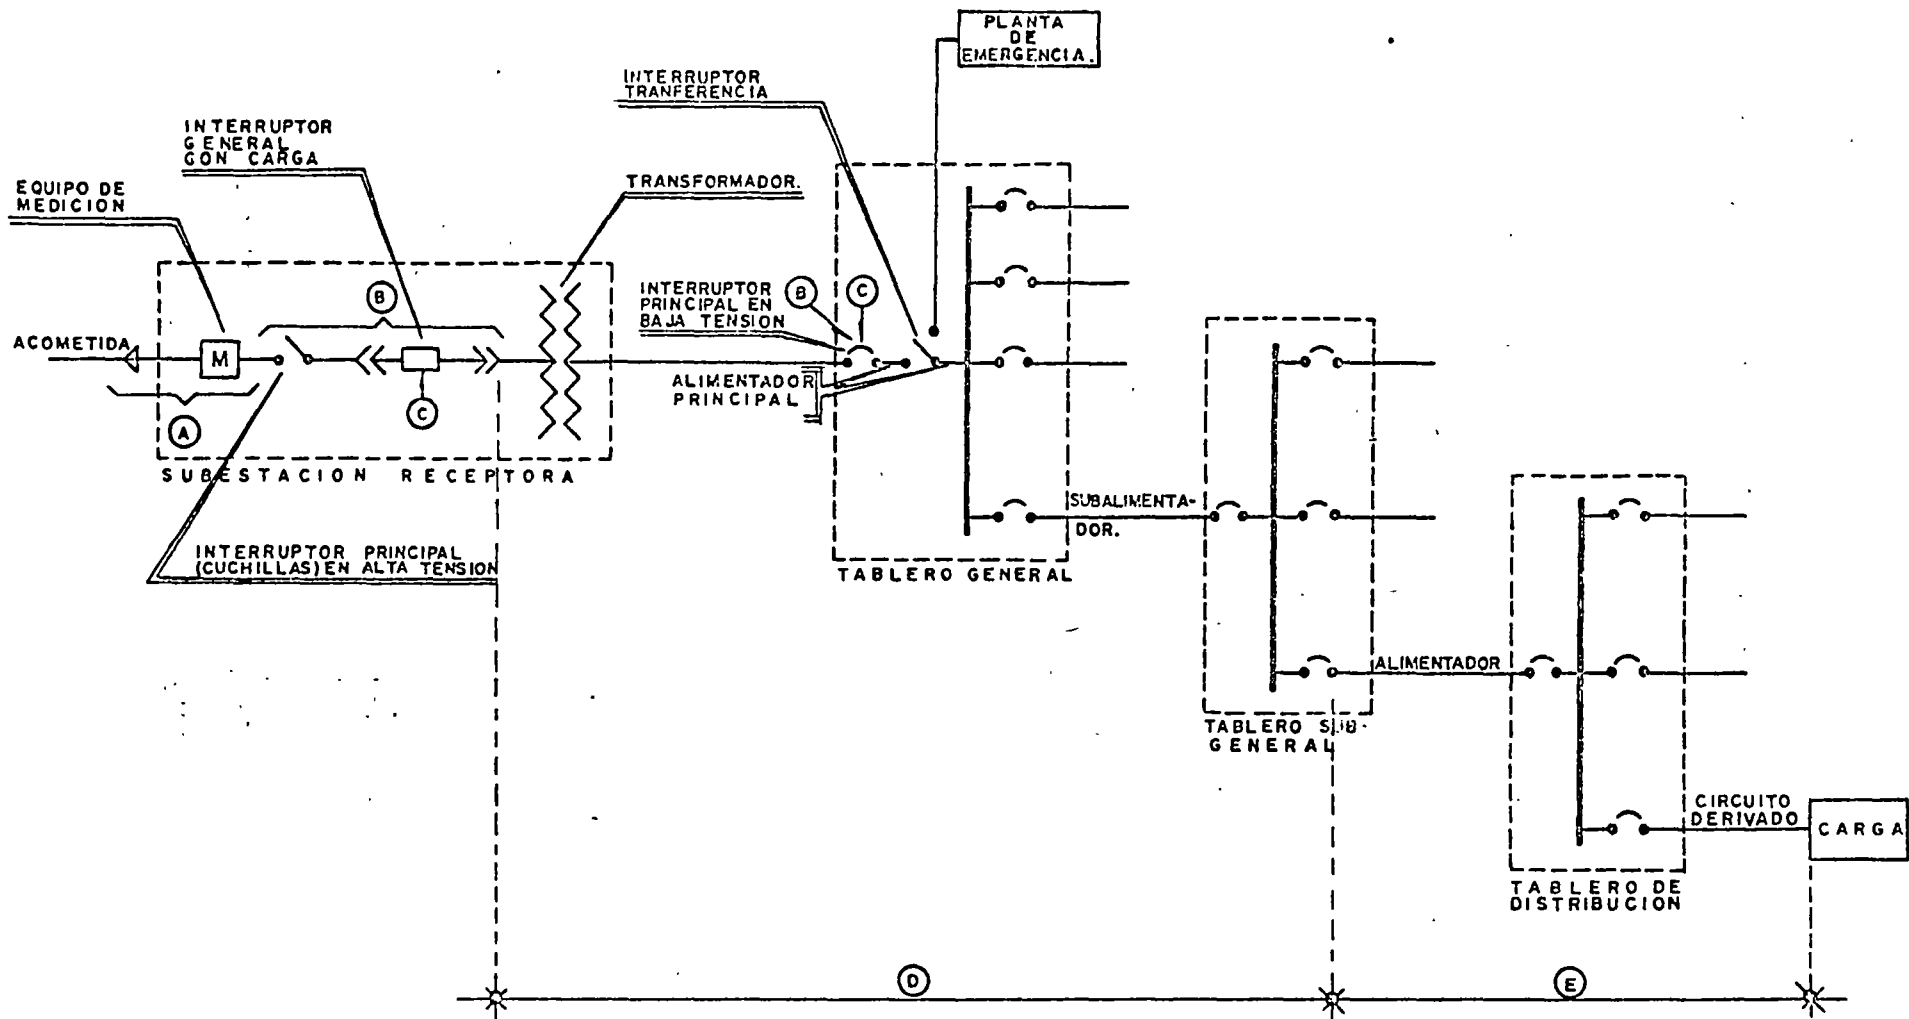 PLANTA
DE
EMERGENCIA.
INTERRUPTOR
TRANFERENCIA
INTERRUPTOR
GENERAL
CON CARGA
EQUIPO DE
MEDICION
TRANSFORMADOR.
B
INTERRUPTOR
PRINCIPAL EN
BAJA TENSION
B
C
ACOMETIDA
M
ALIMENTADOR
PRINCIPAL
C
A
SUBESTACION RECEPTORA
SUBALIMENTA-
DOR.
INTERRUPTOR PRINCIPAL
(CUCHILLAS) EN ALTA TENSION
TABLERO GENERAL
ALIMENTADOR
TABLERO SUB-
GENERAL
CIRCUITO
DERIVADO
CARGA
TABLERO DE
DISTRIBUCION
D
E